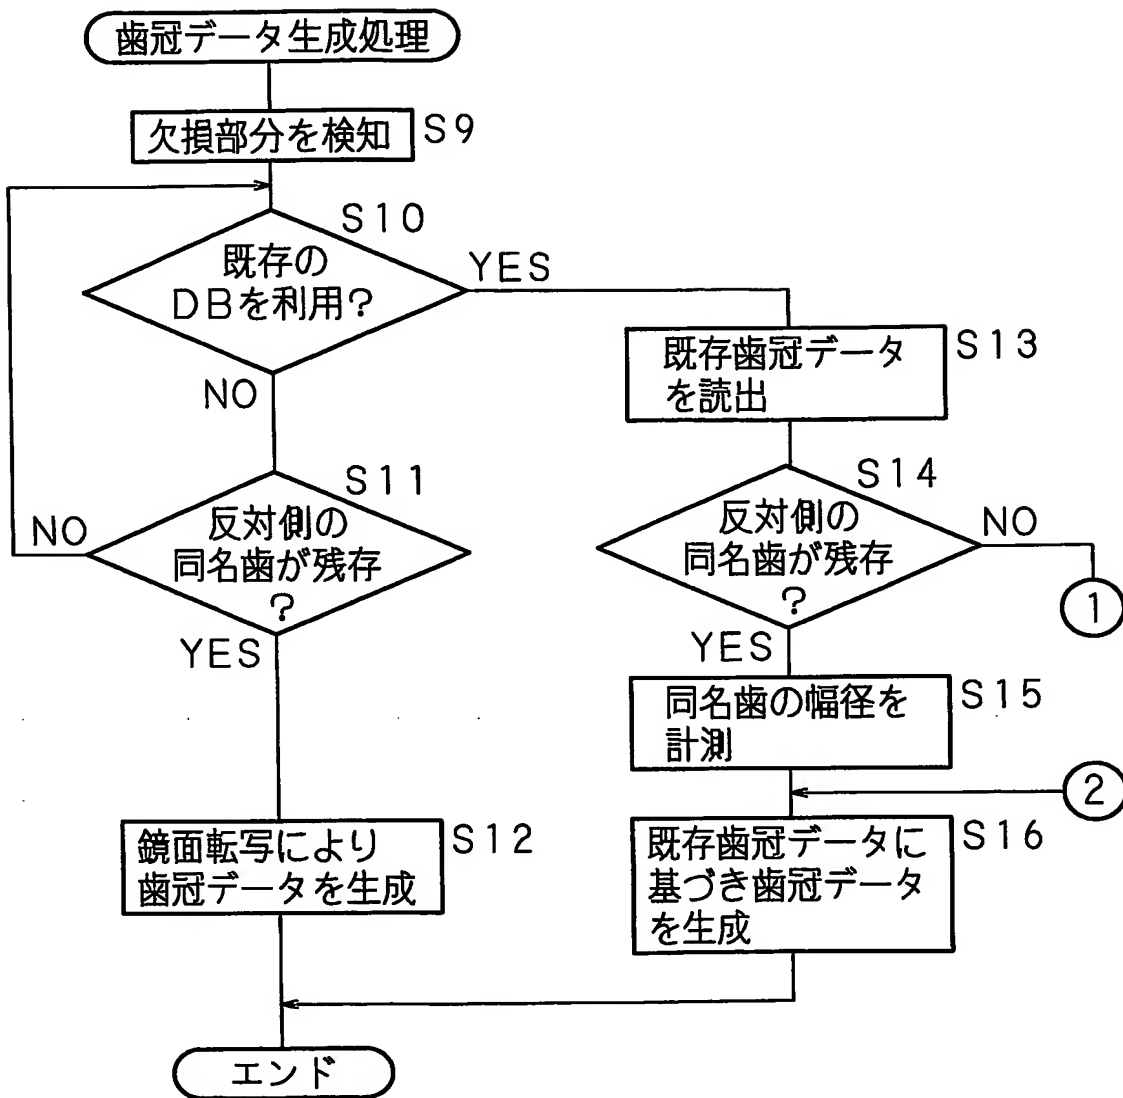 歯冠データ生成処理
欠損部分を検知
S9
S10
既存の
DBを利用?
YES
NO
S11
反対側の
同名歯が残存
?
NO
YES
鏡面転写により
歯冠データを生成
S12
既存歯冠データ
を読出
S13
S14
反対側の
同名歯が残存
?
NO
1
YES
同名歯の幅径を
計測
S15
2
既存歯冠データに
基づき歯冠データ
を生成
S16
エンド